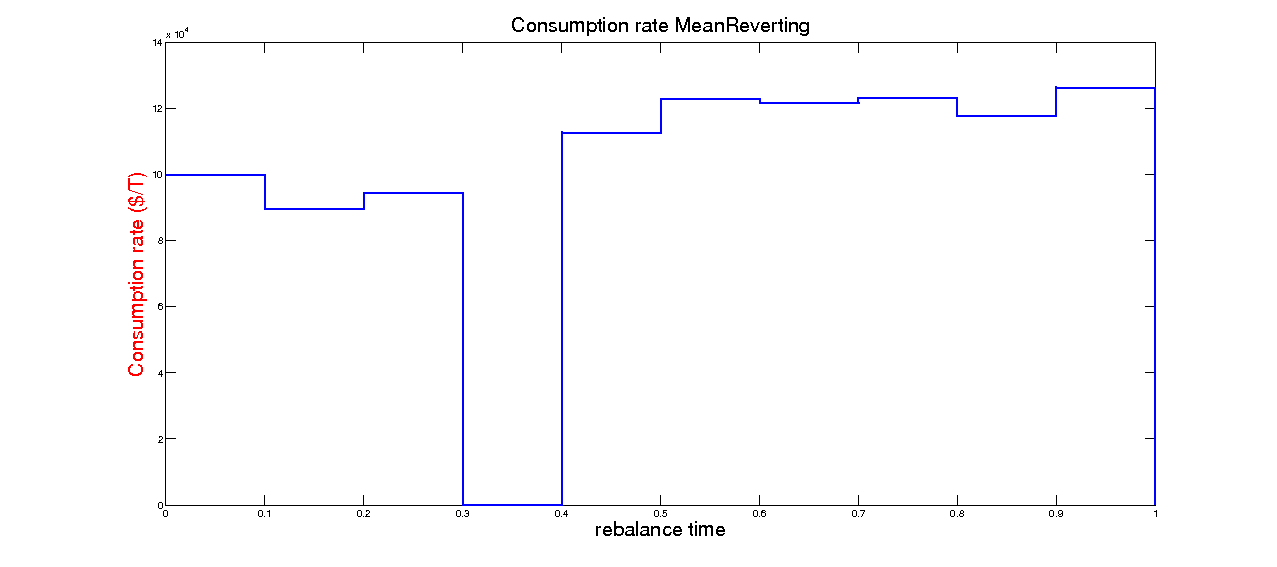 Consumption rate MeanReverting
x 10^4
14
12
10
8
6
4
2
0
Consumption rate ($/T)
0 0.1 0.2 0.3 0.4 0.5 0.6 0.7 0.8 0.9 1
rebalance time